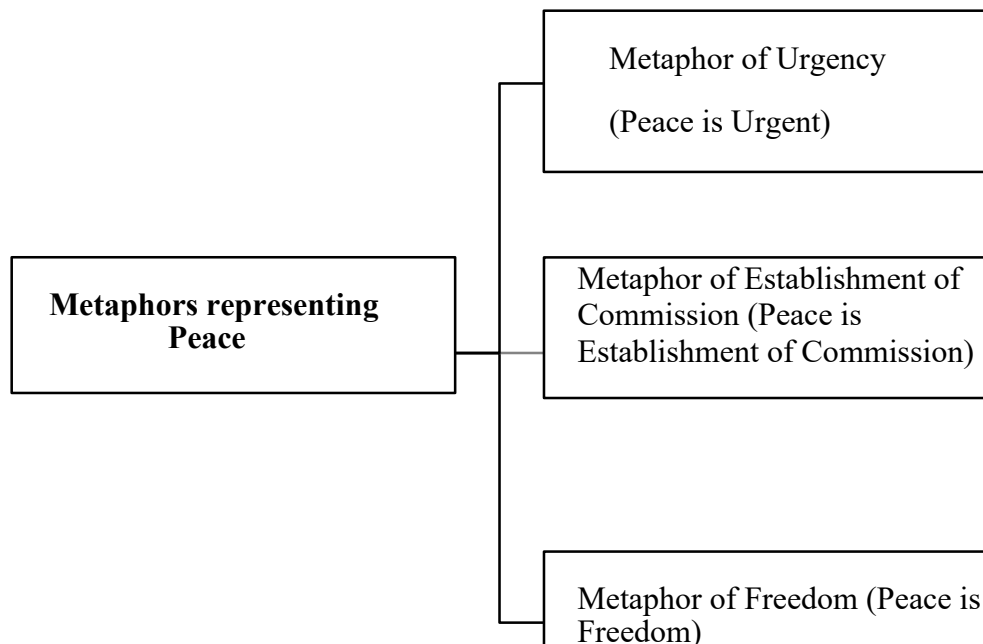 Metaphor of Urgency
(Peace is Urgent)
Metaphors representing
Peace
Metaphor of Establishment of
Commission (Peace is
Establishment of Commission)
Metaphor of Freedom (Peace is
Freedom)